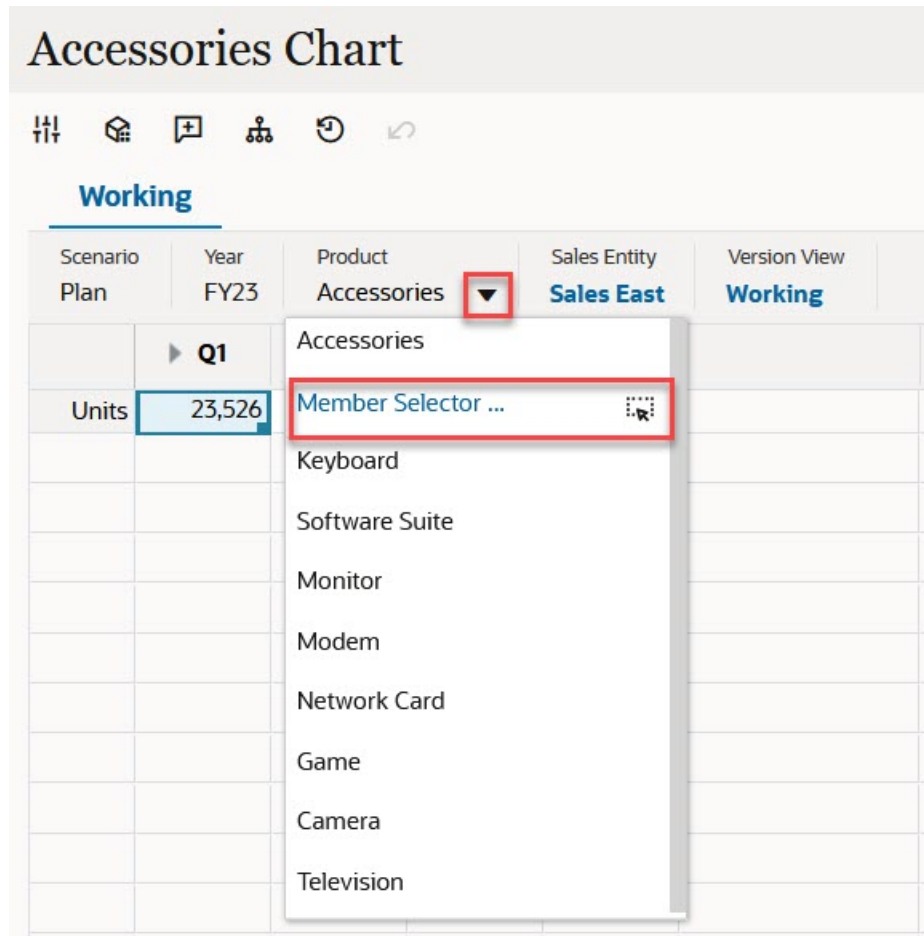 Accessories Chart
Working
Scenario Year Product Sales Entity Version View
Plan FY23 Accessories Sales East Working
Q1
Accessories
Units 23,526
Member Selector ...
Keyboard
Software Suite
Monitor
Modem
Network Card
Game
Camera
Television